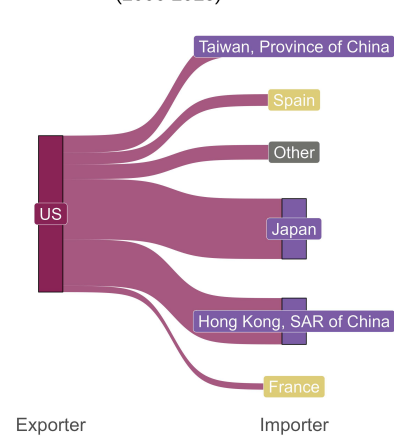 Taiwan, Province of China
Spain
Other
US
Japan
Hong Kong, SAR of China
France
Exporter
Importer